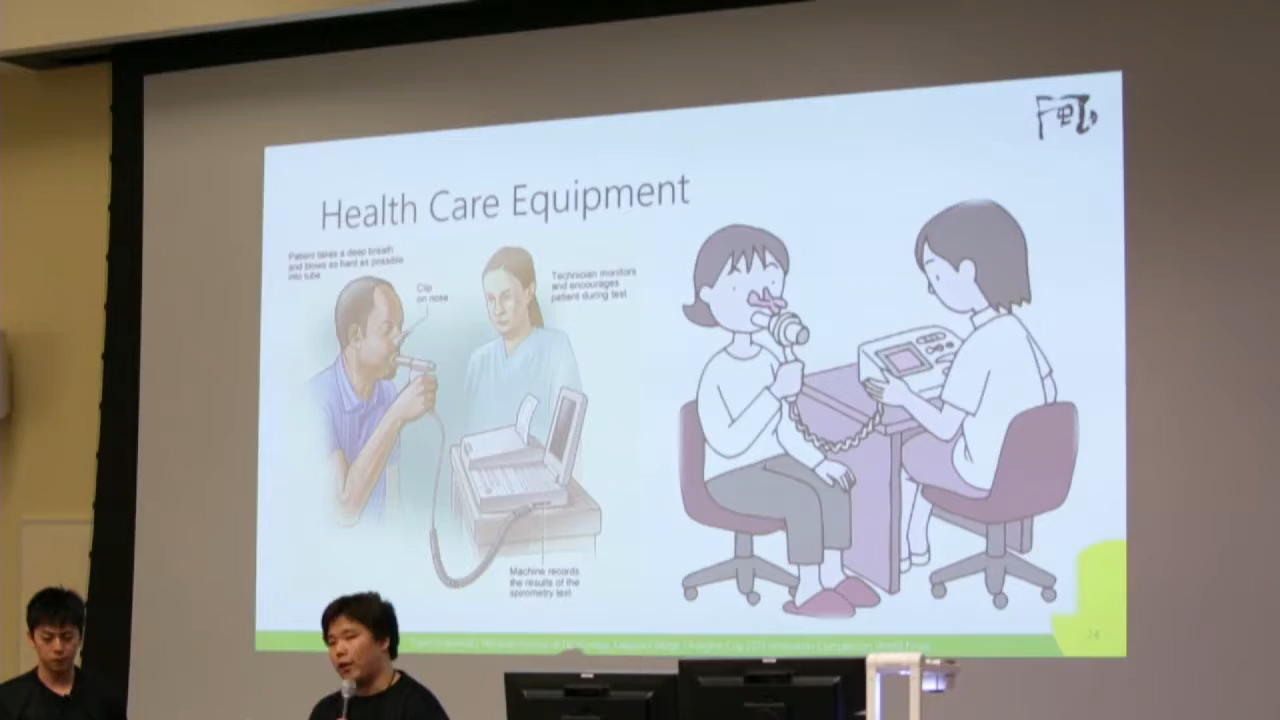 Health Care Equipment
Patient takes a deep breath
and blows as hard as possible
into tube
Clip
on nose
Technician monitors
and encourages
patient during test
Machine records
the results of the
spirometry test
24